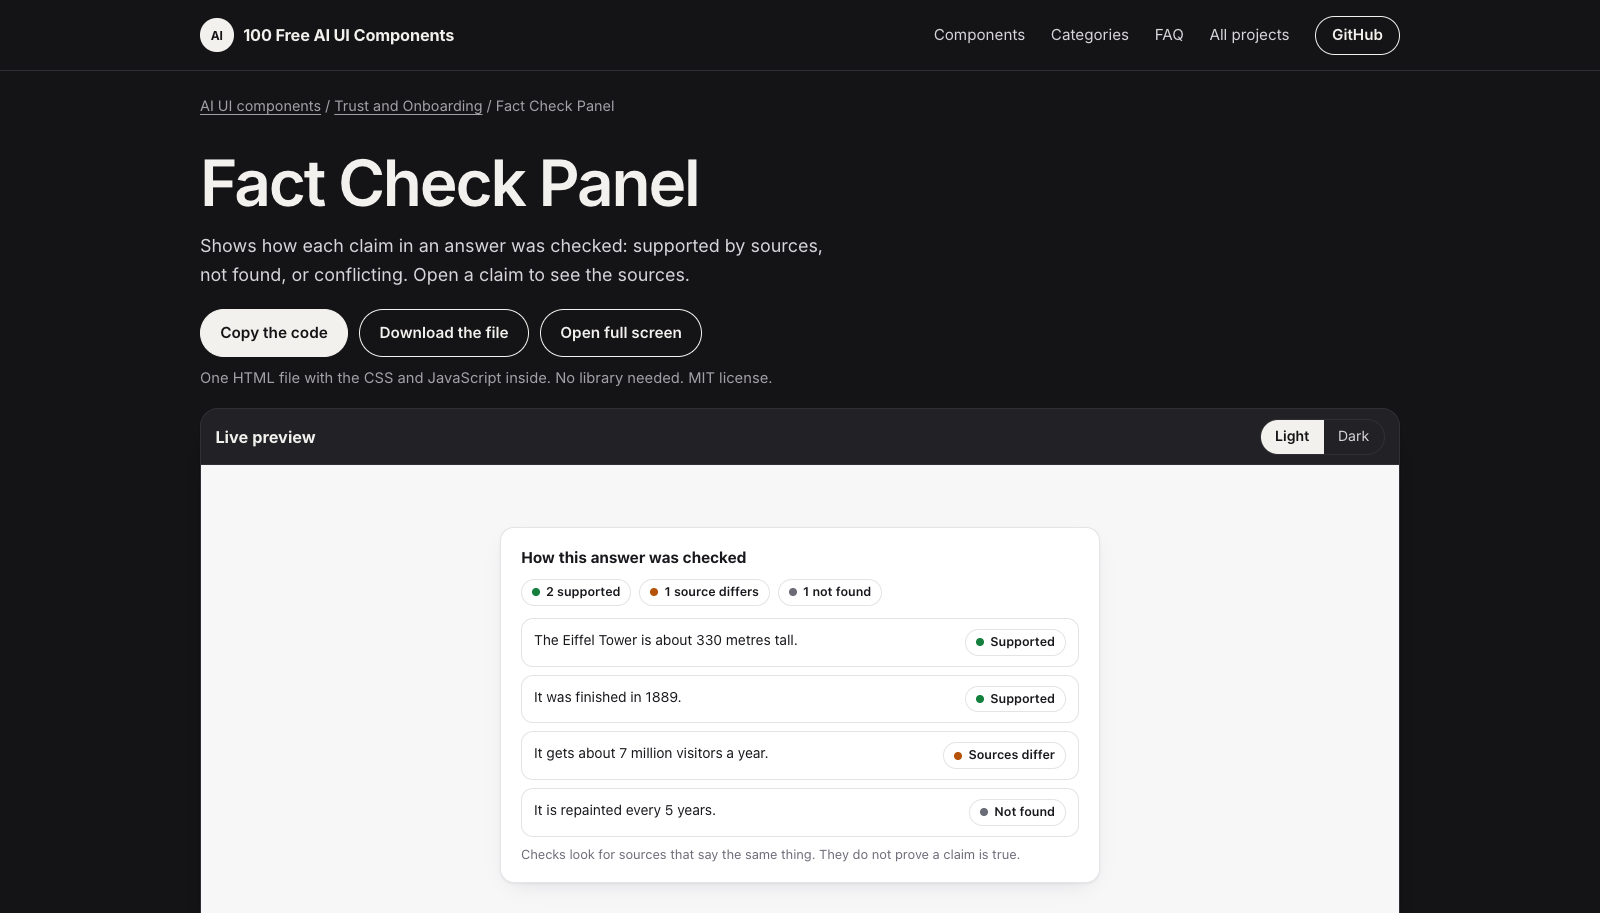 AI
100 Free AI UI Components
Components
Categories
FAQ
All projects
GitHub
AI UI components / Trust and Onboarding / Fact Check Panel
Fact Check Panel
Shows how each claim in an answer was checked: supported by sources,
not found, or conflicting. Open a claim to see the sources.
Copy the code
Download the file
Open full screen
One HTML file with the CSS and JavaScript inside. No library needed. MIT license.
Live preview
Light
Dark
How this answer was checked
2 supported
1 source differs
1 not found
The Eiffel Tower is about 330 metres tall.
Supported
It was finished in 1889.
Supported
It gets about 7 million visitors a year.
Sources differ
It is repainted every 5 years.
Not found
Checks look for sources that say the same thing. They do not prove a claim is true.